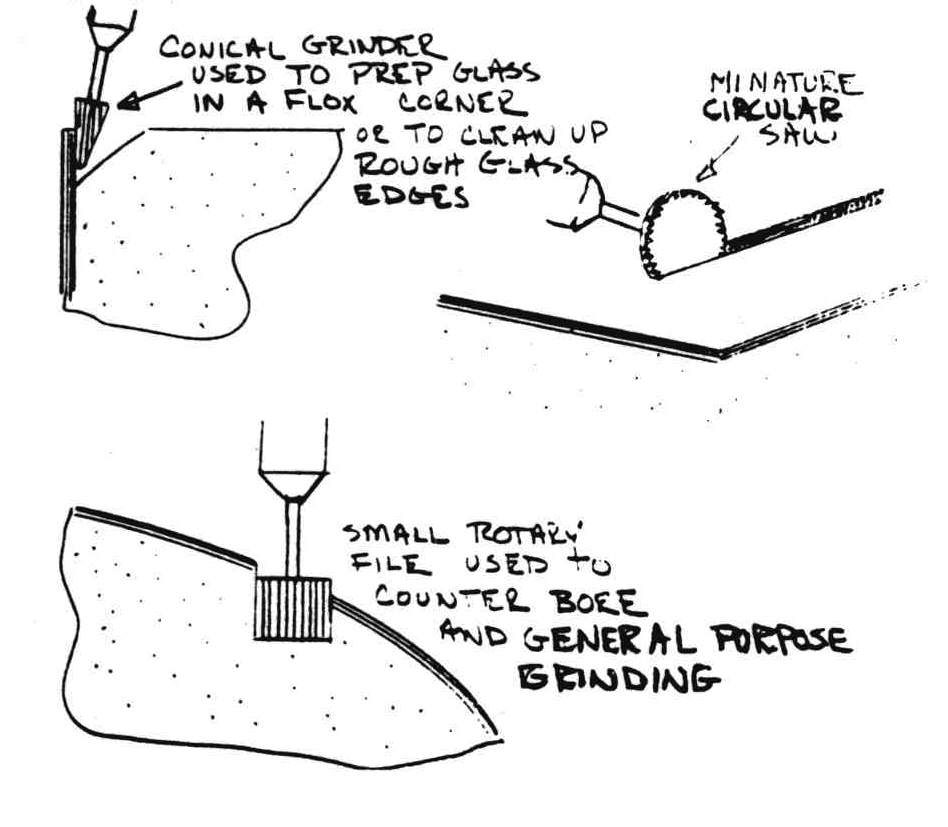 CONICAL GRINDER
USED TO PREP GLASS
IN A FLOX CORNER
OR TO CLEAN UP
ROUGH GLASS
EDGES
MINATURE
CIRCULAR
SAW
SMALL ROTARY
FILE USED TO
COUNTER BORE
AND GENERAL PURPOSE
GRINDING